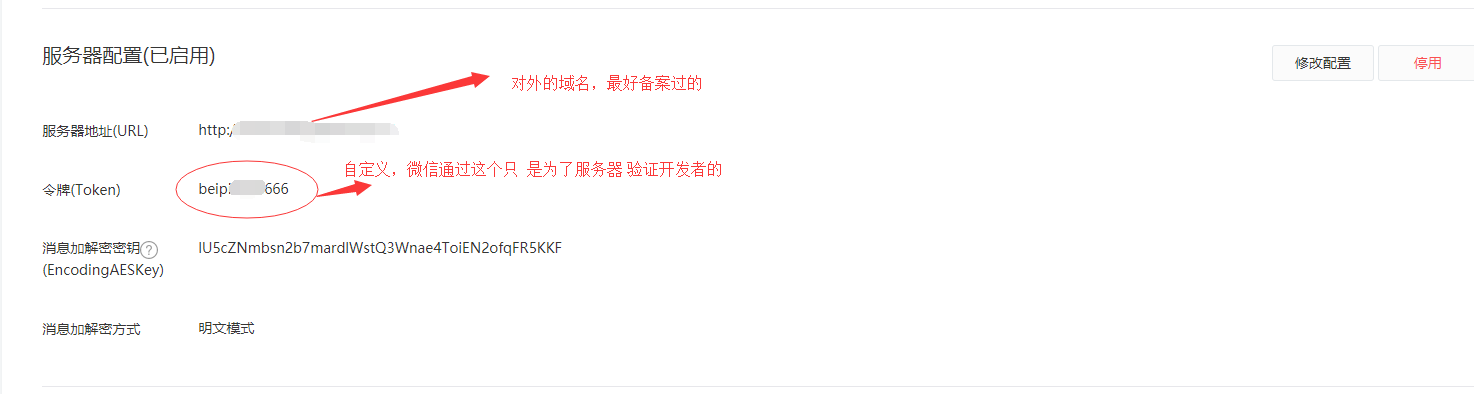 服务器配置(已启用)
修改配置
停用
对外的域名，最好备案过的
服务器地址(URL)
http:/
自定义，微信通过这个只 是为了服务器 验证开发者的
令牌(Token)
beip 666
消息加解密密钥?
(EncodingAESKey)
lU5cZNmbsn2b7mardlWstQ3Wnae4ToiEN2ofqFR5KKF
消息加解密方式
明文模式